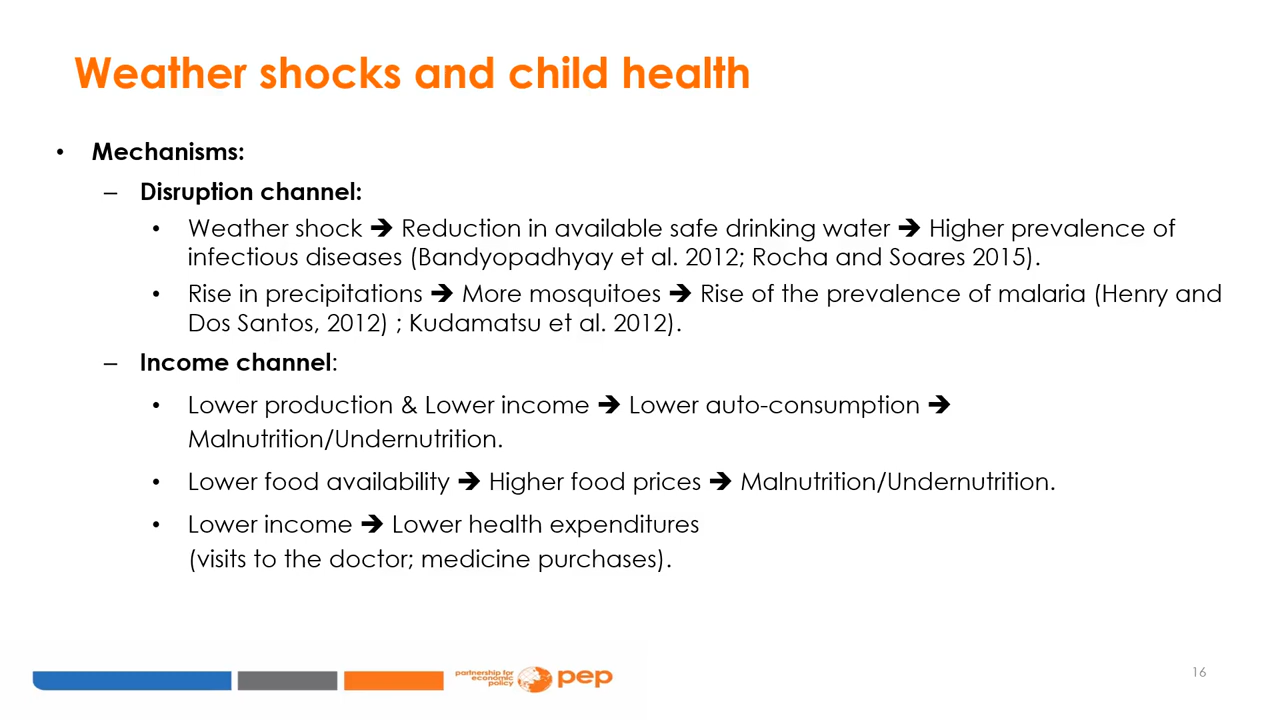 Weather shocks and child health
• Mechanisms:
– Disruption channel:
• Weather shock 🡺 Reduction in available safe drinking water 🡺 Higher prevalence of
infectious diseases (Bandyopadhyay et al. 2012; Rocha and Soares 2015).
• Rise in precipitations 🡺 More mosquitoes 🡺 Rise of the prevalence of malaria (Henry and
Dos Santos, 2012) ; Kudamatsu et al. 2012).
– Income channel:
• Lower production & Lower income 🡺 Lower auto-consumption 🡺
Malnutrition/Undernutrition.
• Lower food availability 🡺 Higher food prices 🡺 Malnutrition/Undernutrition.
• Lower income 🡺 Lower health expenditures
(visits to the doctor; medicine purchases).
partnership for
economic
policy
pep
16